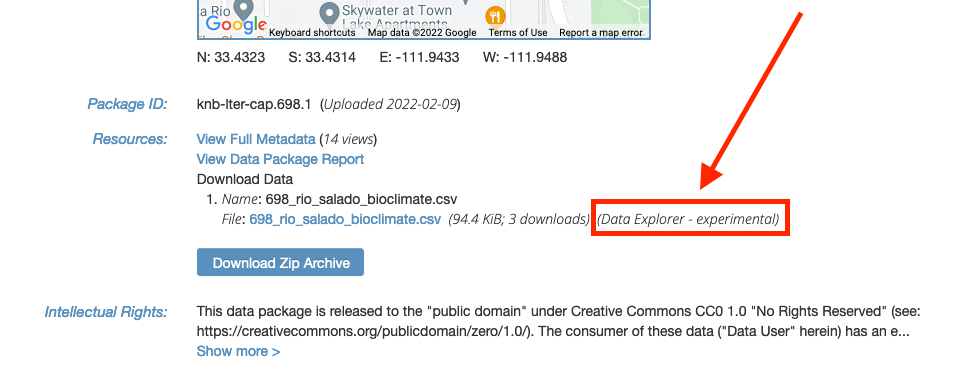 a Rio
Skywater at Town
Lake Apartments
Google
Keyboard shortcuts Map data ©2022 Google Terms of Use Report a map error
N: 33.4323 S: 33.4314 E: -111.9433 W: -111.9488
Package ID: knb-lter-cap.698.1 (Uploaded 2022-02-09)
Resources: View Full Metadata (14 views)
View Data Package Report
Download Data
1. Name: 698_rio_salado_bioclimate.csv
File: 698_rio_salado_bioclimate.csv (94.4 KiB; 3 downloads) (Data Explorer - experimental)
Download Zip Archive
Intellectual Rights: This data package is released to the "public domain" under Creative Commons CC0 1.0 "No Rights Reserved" (see:
https://creativecommons.org/publicdomain/zero/1.0/). The consumer of these data ("Data User" herein) has an e...
Show more >